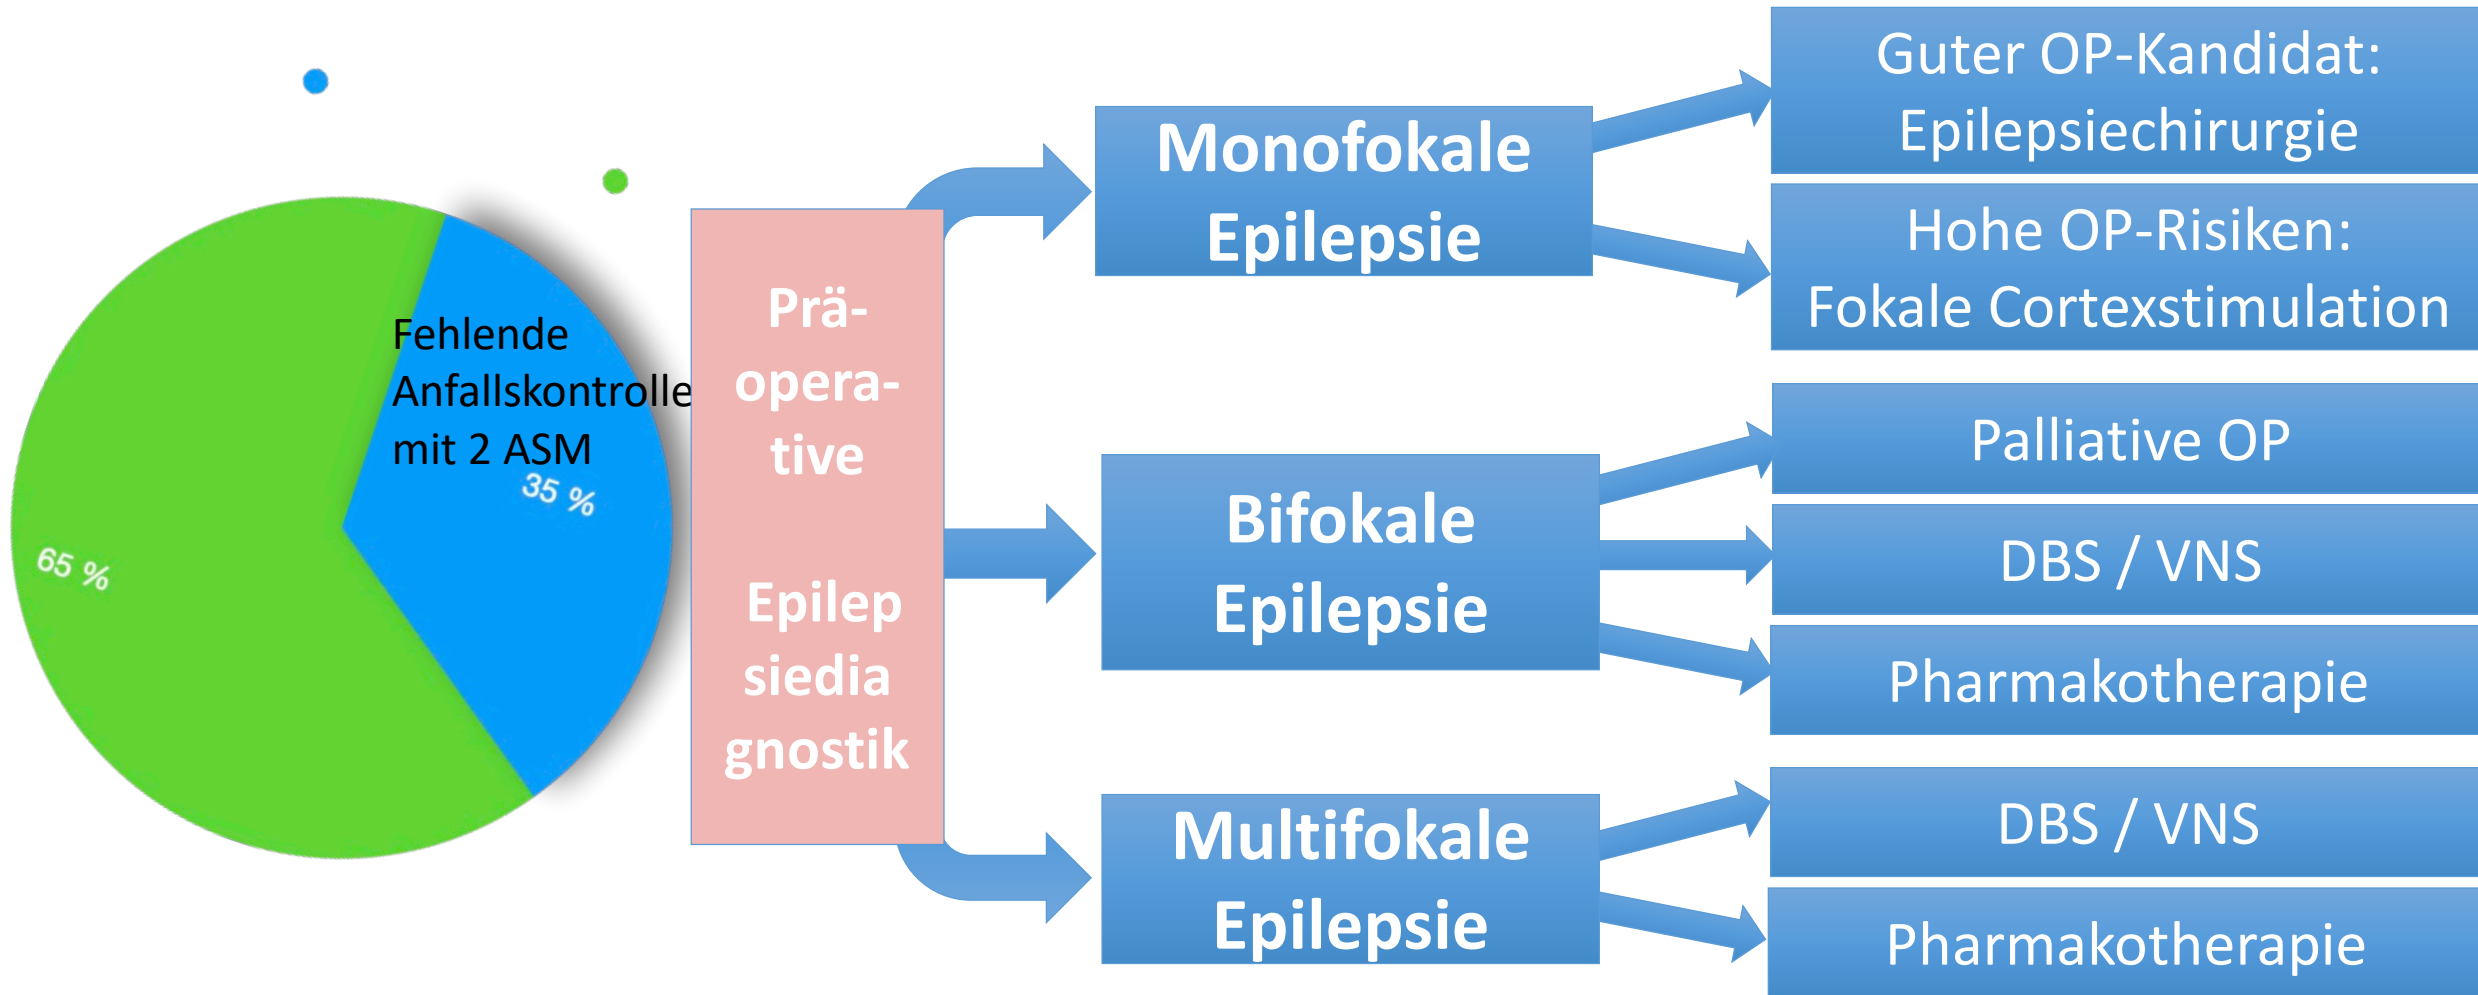 Fehlende
Anfallskontrolle
mit 2 ASM
35 %
65 %
Prä-
opera-
tive
Epilep
siedia
gnostik
Monofokale
Epilepsie
Guter OP-Kandidat:
Epilepsiechirurgie
Hohe OP-Risiken:
Fokale Cortexstimulation
Bifokale
Epilepsie
Palliative OP
DBS / VNS
Pharmakotherapie
Multifokale
Epilepsie
DBS / VNS
Pharmakotherapie